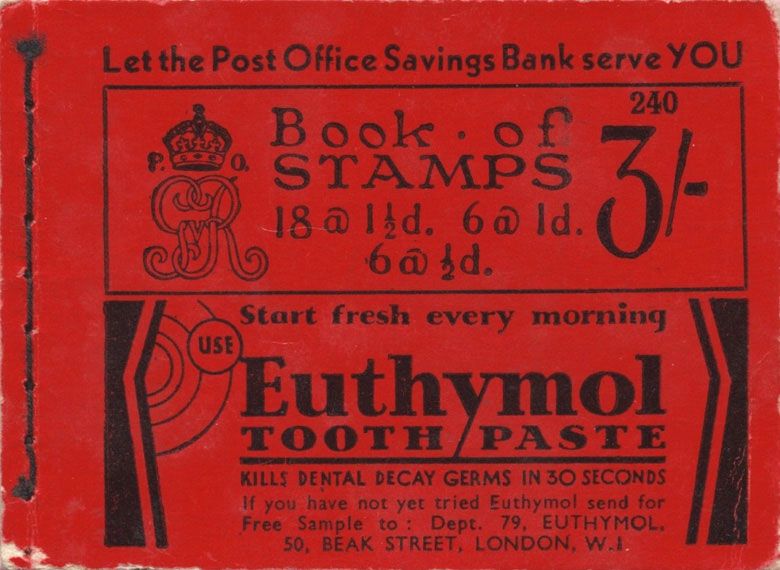 Let the Post Office Savings Bank serve YOU
240
P. O.
Book · of
STAMPS
3/-
18 @ 1½d. 6 @ 1d.
6 @ ½d.
GVIR
Start fresh every morning
USE
Euthymol
TOOTH PASTE
KILLS DENTAL DECAY GERMS IN 30 SECONDS
If you have not yet tried Euthymol send for
Free Sample to : Dept. 79, EUTHYMOL,
50, BEAK STREET, LONDON, W.1.